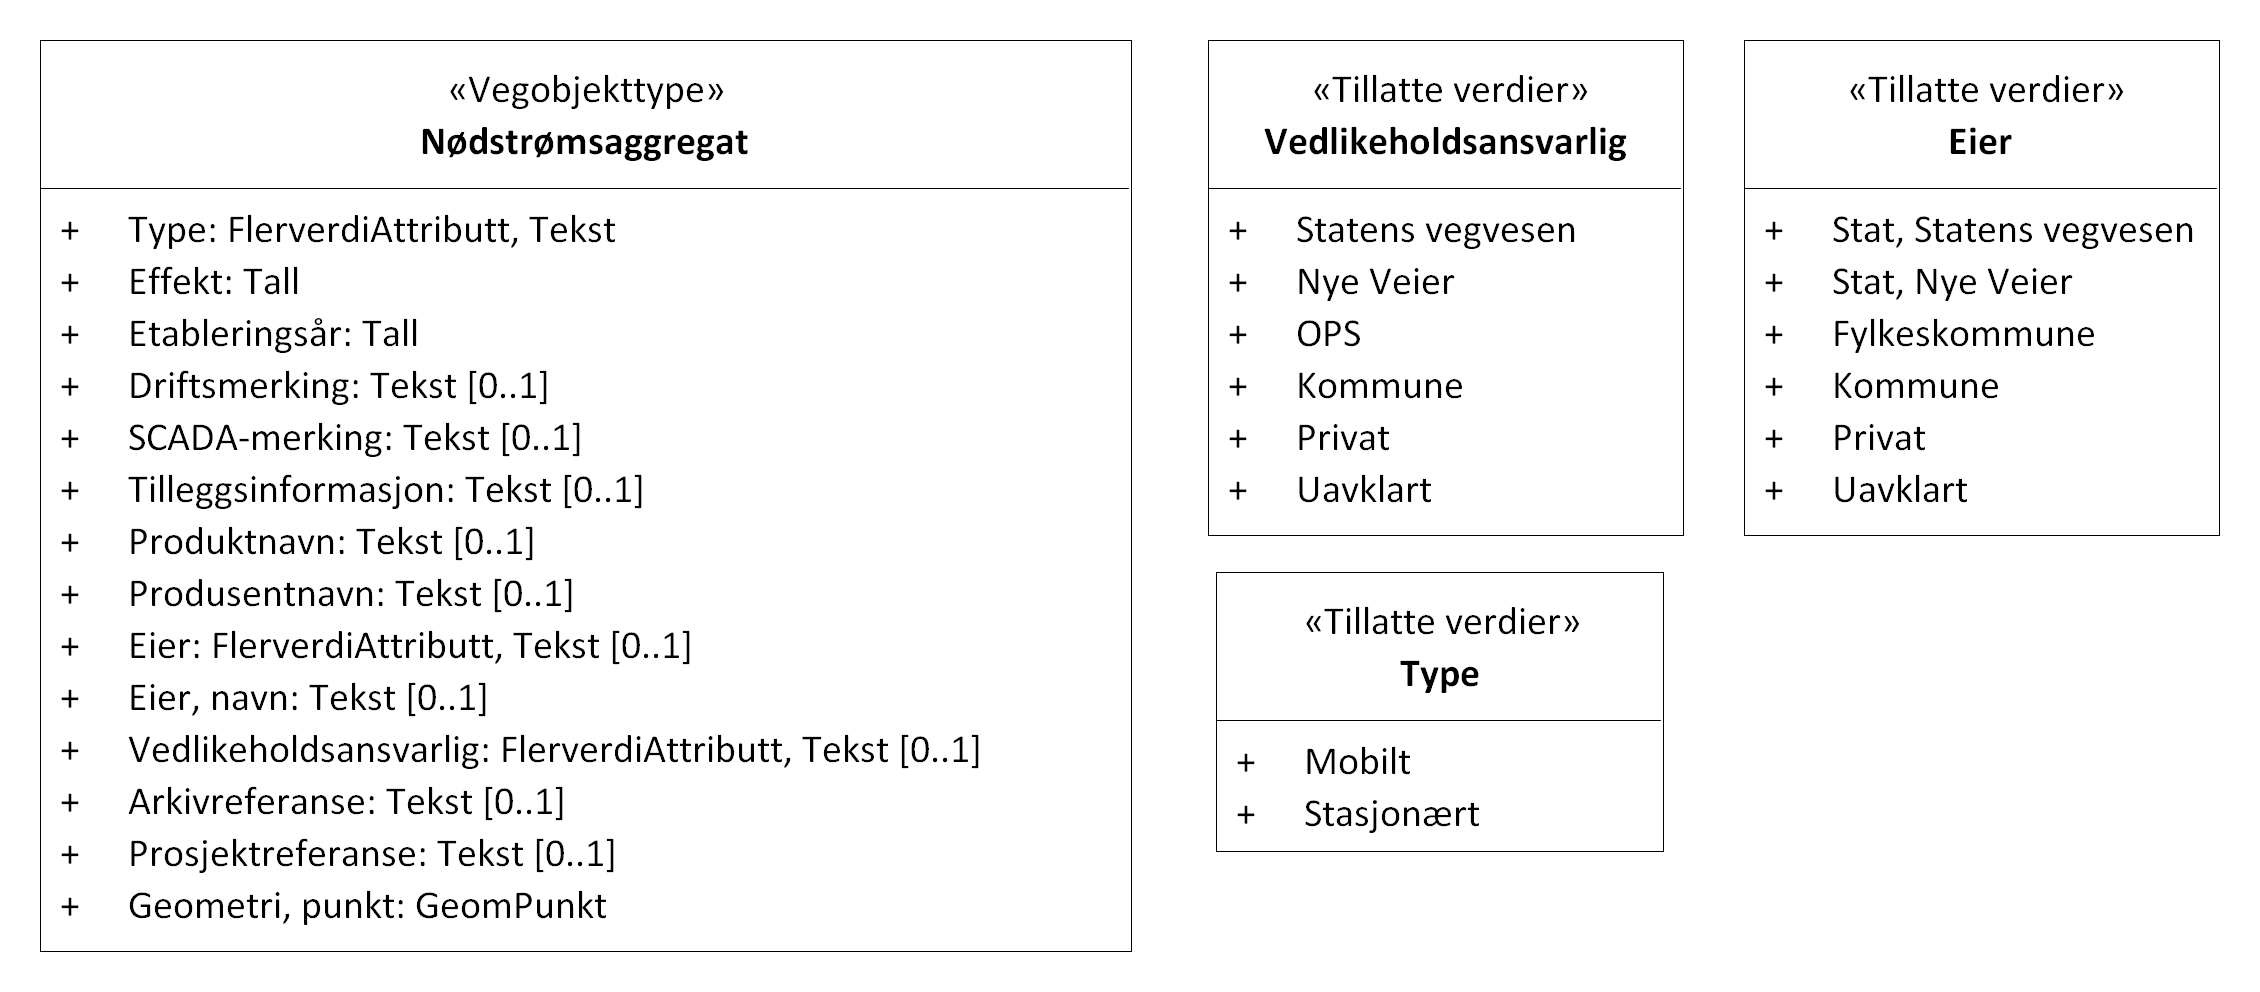 «Vegobjekttype»
Nødstrømsaggregat
+ Type: FlerverdiAttributt, Tekst
+ Effekt: Tall
+ Etableringsår: Tall
+ Driftsmerking: Tekst [0..1]
+ SCADA-merking: Tekst [0..1]
+ Tilleggsinformasjon: Tekst [0..1]
+ Produktnavn: Tekst [0..1]
+ Produsentnavn: Tekst [0..1]
+ Eier: FlerverdiAttributt, Tekst [0..1]
+ Eier, navn: Tekst [0..1]
+ Vedlikeholdsansvarlig: FlerverdiAttributt, Tekst [0..1]
+ Arkivreferanse: Tekst [0..1]
+ Prosjektreferanse: Tekst [0..1]
+ Geometri, punkt: GeomPunkt
«Tillatte verdier»
Vedlikeholdsansvarlig
+ Statens vegvesen
+ Nye Veier
+ OPS
+ Kommune
+ Privat
+ Uavklart
«Tillatte verdier»
Eier
+ Stat, Statens vegvesen
+ Stat, Nye Veier
+ Fylkeskommune
+ Kommune
+ Privat
+ Uavklart
«Tillatte verdier»
Type
+ Mobilt
+ Stasjonært